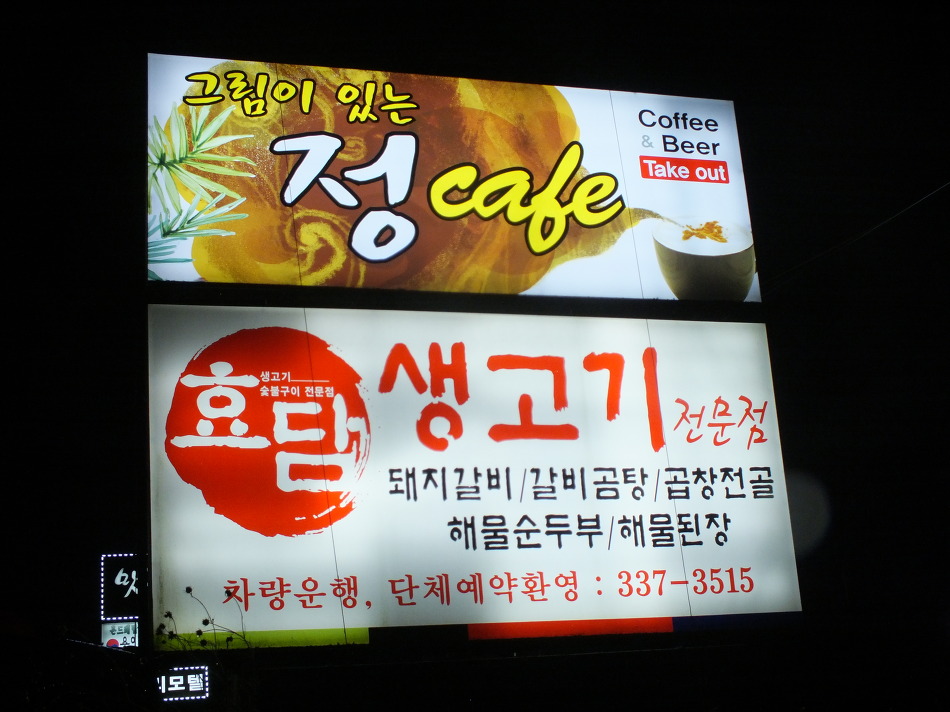 그림이 있는
정 cafe
Coffee
& Beer
Take out
생고기
숯불구이 전문점
효담
생고기 전문점
돼지갈비/갈비곰탕/곱창전골
해물순두부/해물된장
차량운행, 단체예약환영 : 337-3515
맛
모텔